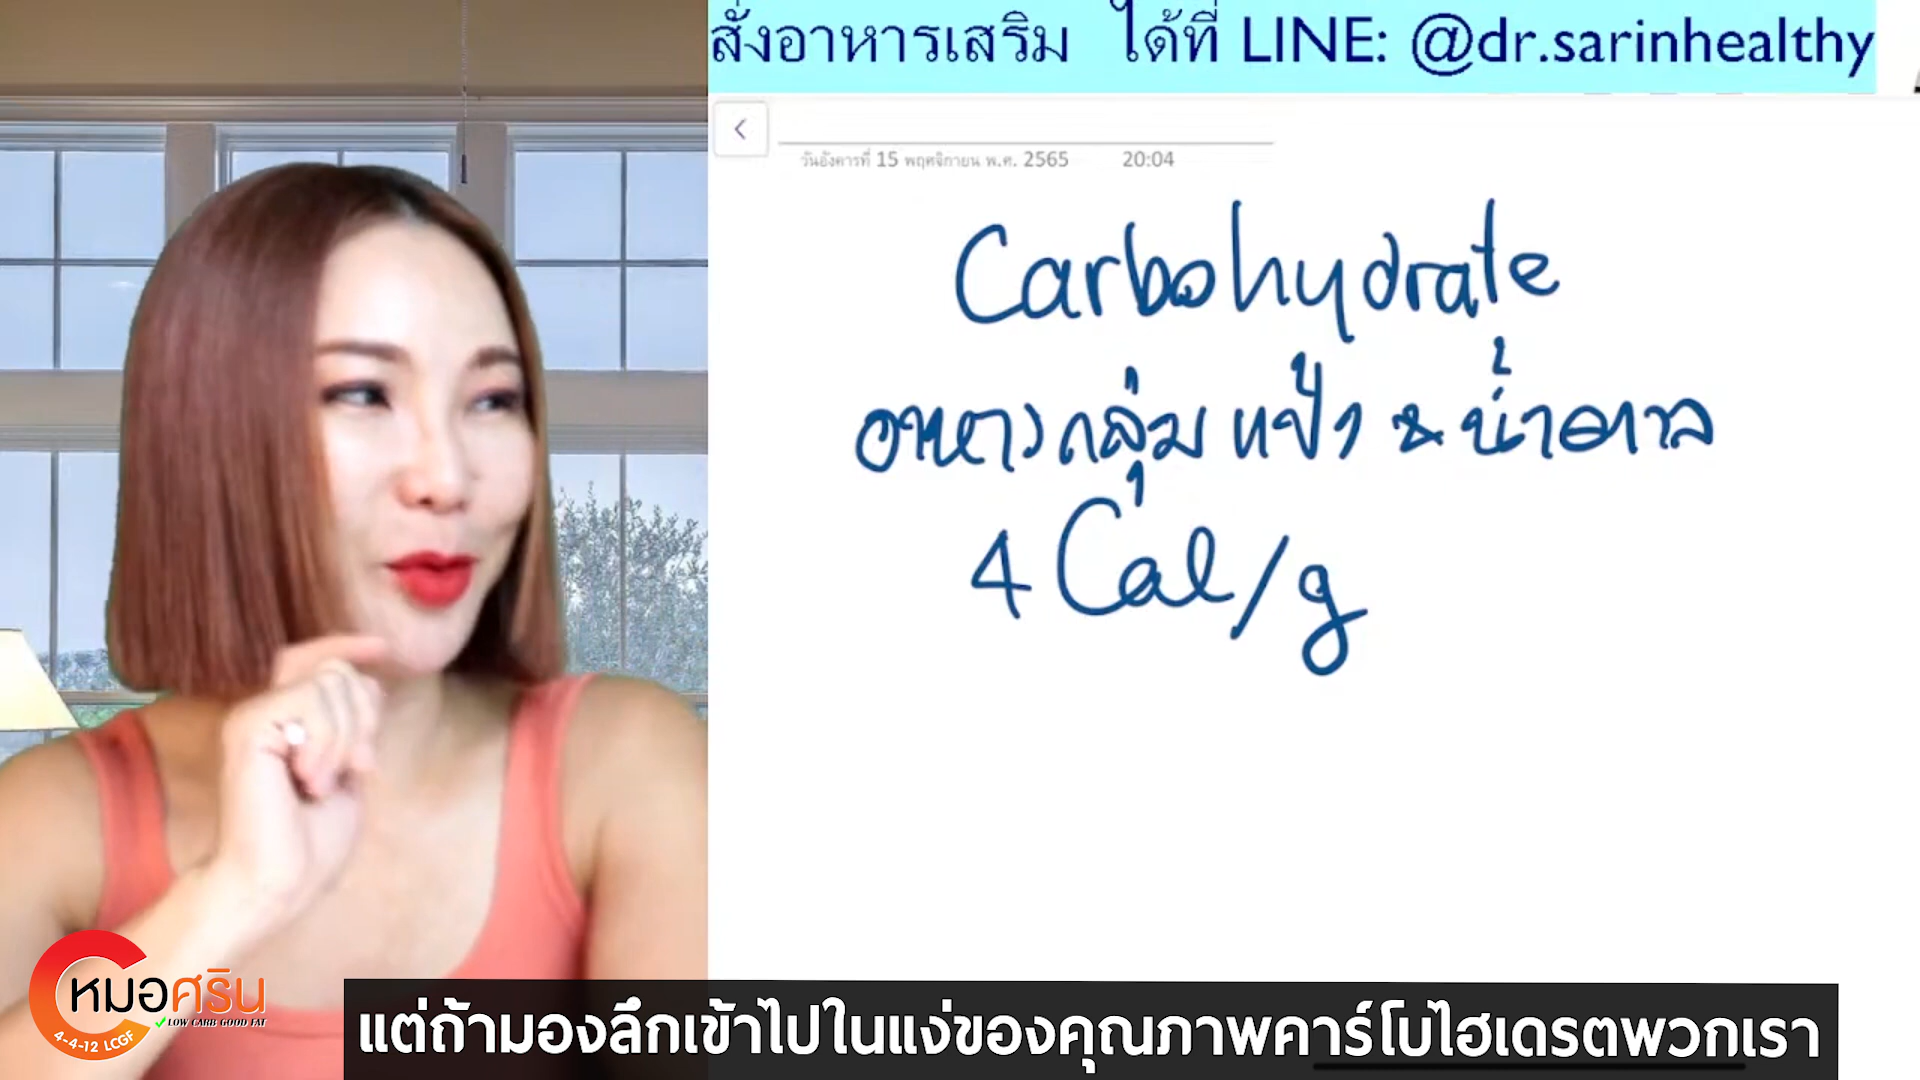 สั่งอาหารเสริม ได้ที่ LINE: @dr.sarinhealthy
วันอังคารที่ 15 พฤศจิกายน พ.ศ. 2565 20:04
Carbohydrate
อาหารกลุ่มแป้ง & น้ำตาล
4 Cal/g
หมอศริน
LOW CARB GOOD FAT
4-4-12 LCGF
แต่ถ้ามองลึกเข้าไปในแง่ของคุณภาพคาร์โบไฮเดรตพวกเรา